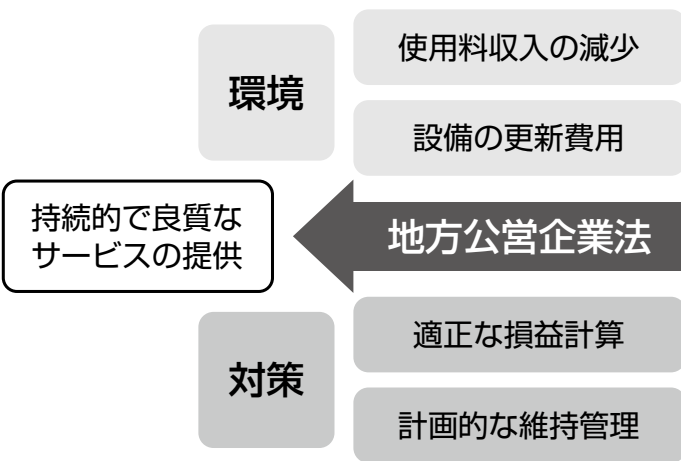 環境
使用料収入の減少
設備の更新費用
持続的で良質な
サービスの提供
地方公営企業法
対策
適正な損益計算
計画的な維持管理